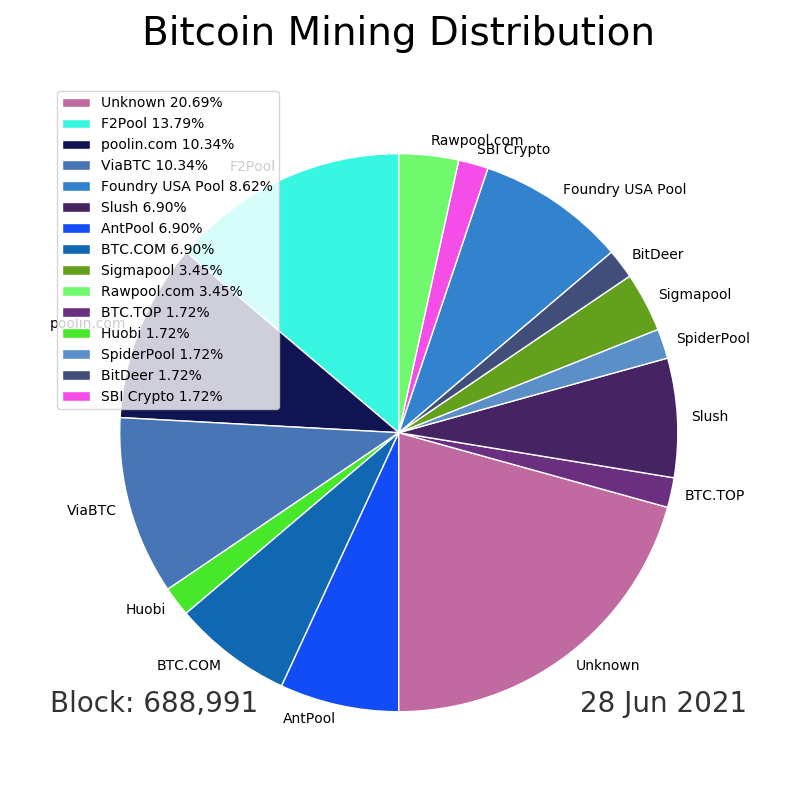 Bitcoin Mining Distribution
Unknown 20.69%
F2Pool 13.79%
poolin.com 10.34%
ViaBTC 10.34%
Foundry USA Pool 8.62%
Slush 6.90%
AntPool 6.90%
BTC.COM 6.90%
Sigmapool 3.45%
Rawpool.com 3.45%
BTC.TOP 1.72%
Huobi 1.72%
SpiderPool 1.72%
BitDeer 1.72%
SBI Crypto 1.72%
Rawpool.com
SBI Crypto
F2Pool
Foundry USA Pool
BitDeer
Sigmapool
poolin.com
SpiderPool
Slush
BTC.TOP
ViaBTC
Huobi
BTC.COM
Unknown
AntPool
Block: 688,991
28 Jun 2021